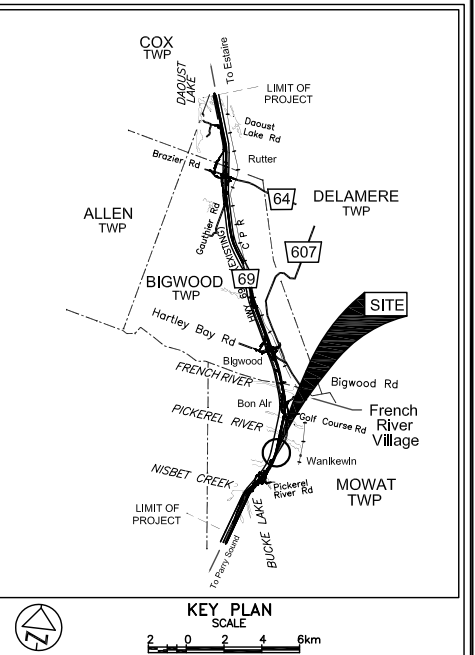 COX
TWP
To Estaire
DAOUST
LAKE
LIMIT OF
PROJECT
Daoust
Lake Rd
Brazier Rd
Rutter
64
DELAMERE
TWP
ALLEN
TWP
Gauthier Rd
C P R
607
HWY 69 (EXISTING)
69
SITE
BIGWOOD
TWP
Hartley Bay Rd
Bigwood
FRENCH RIVER
Bigwood Rd
Bon Air
French
River
Village
Golf Course Rd
PICKEREL RIVER
Wanikewin
NISBET CREEK
Pickerel
River Rd
MOWAT
TWP
LIMIT OF
PROJECT
BUCKE LAKE
To Parry Sound
KEY PLAN
SCALE
2 0 2 4 6km
N